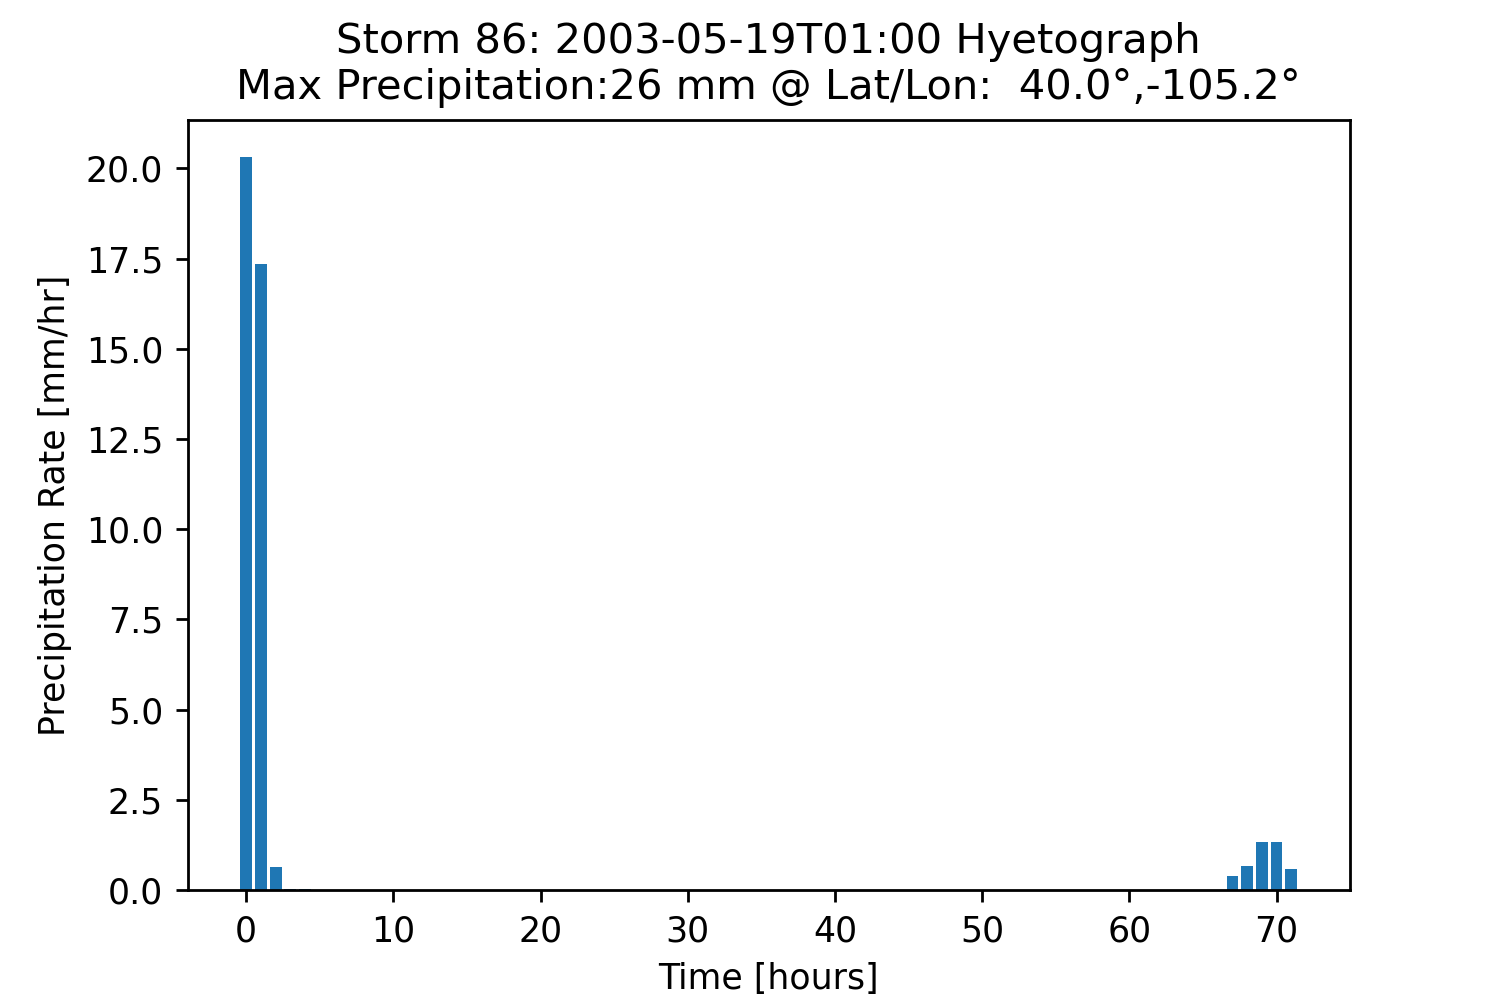 Storm 86: 2003-05-19T01:00 Hyetograph
Max Precipitation:26 mm @ Lat/Lon:  40.0°,-105.2°
Precipitation Rate [mm/hr]
20.0
17.5
15.0
12.5
10.0
7.5
5.0
2.5
0.0
0 10 20 30 40 50 60 70
Time [hours]